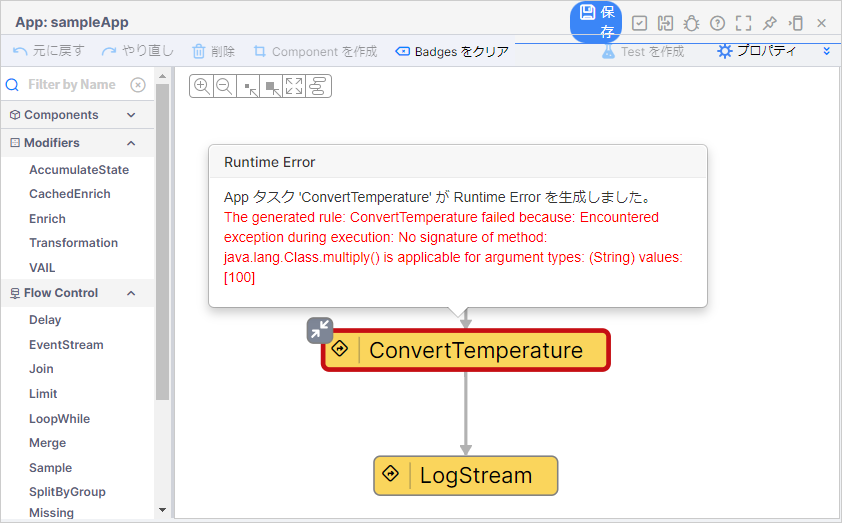 App: sampleApp
保存
元に戻す やり直し 削除 Component を作成 Badges をクリア Test を作成 プロパティ
Filter by Name
Components
Modifiers
AccumulateState
CachedEnrich
Enrich
Transformation
VAIL
Flow Control
Delay
EventStream
Join
Limit
LoopWhile
Merge
Sample
SplitByGroup
Missing
Runtime Error
App タスク 'ConvertTemperature' が Runtime Error を生成しました。
The generated rule: ConvertTemperature failed because: Encountered
exception during execution: No signature of method:
java.lang.Class.multiply() is applicable for argument types: (String) values:
[100]
ConvertTemperature
LogStream